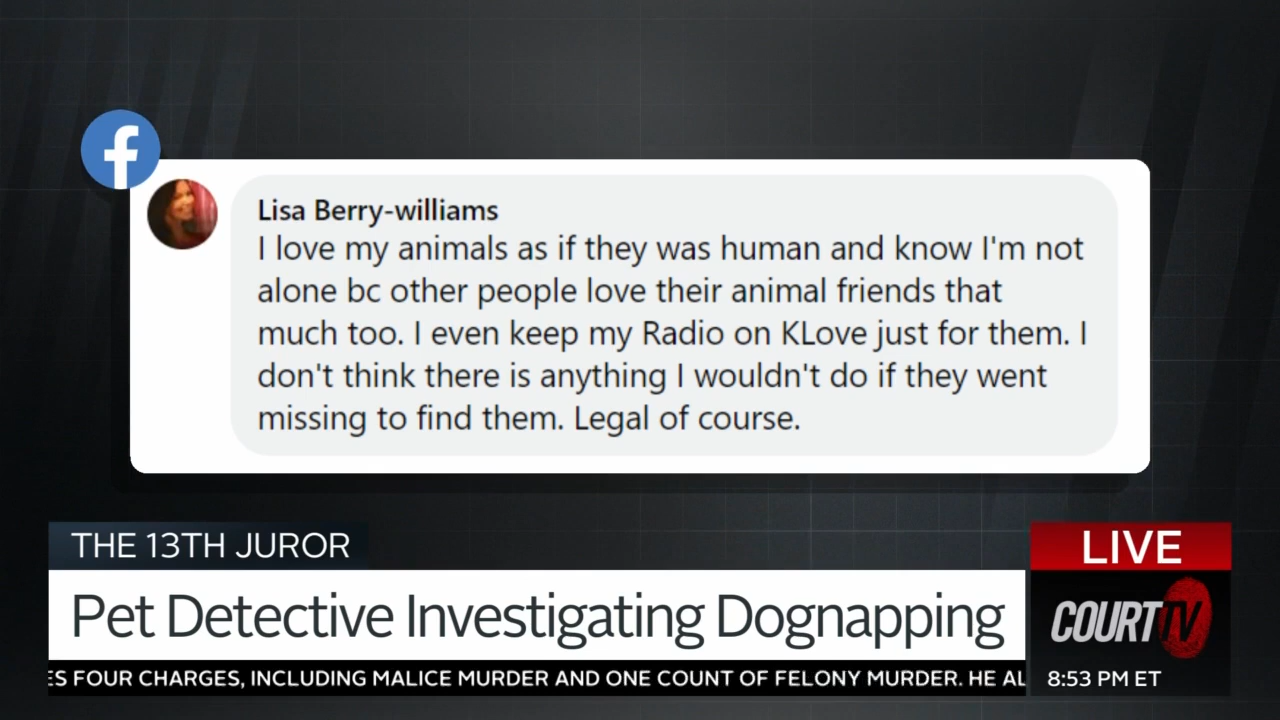 f
Lisa Berry-williams
I love my animals as if they was human and know I'm not
alone bc other people love their animal friends that
much too. I even keep my Radio on KLove just for them. I
don't think there is anything I wouldn't do if they went
missing to find them. Legal of course.
THE 13TH JUROR
LIVE
Pet Detective Investigating Dognapping
COURT TV
ES FOUR CHARGES, INCLUDING MALICE MURDER AND ONE COUNT OF FELONY MURDER. HE AL
8:53 PM ET